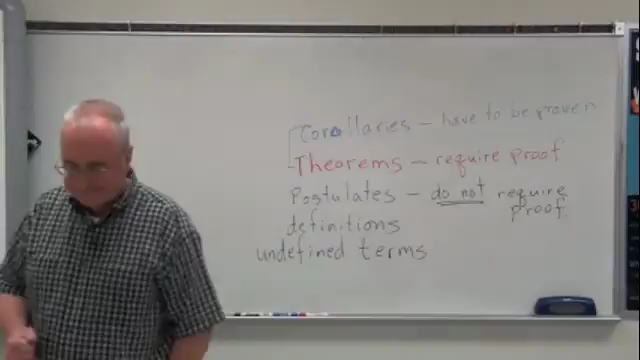 Corollaries - have to be proven
Theorems - require proof
Postulates - do not require
proof
definitions
undefined terms